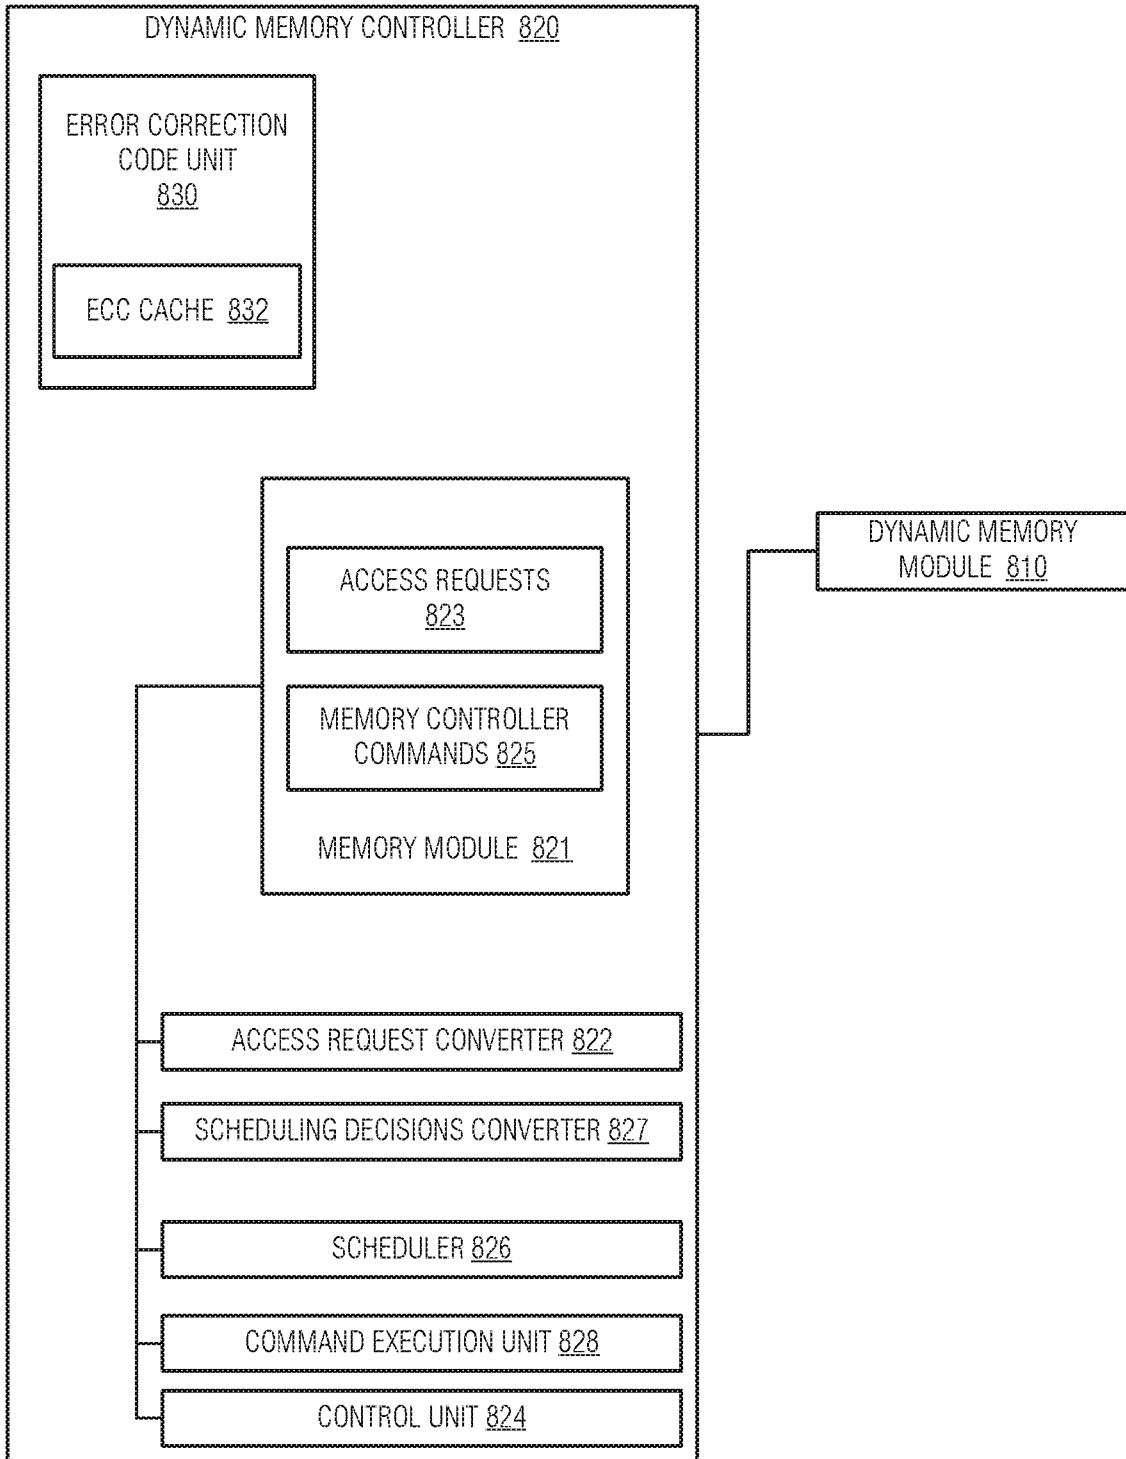 DYNAMIC MEMORY CONTROLLER 820
ERROR CORRECTION
CODE UNIT
830
ECC CACHE 832
ACCESS REQUESTS
823
MEMORY CONTROLLER
COMMANDS 825
MEMORY MODULE 821
DYNAMIC MEMORY
MODULE 810
ACCESS REQUEST CONVERTER 822
SCHEDULING DECISIONS CONVERTER 827
SCHEDULER 826
COMMAND EXECUTION UNIT 828
CONTROL UNIT 824